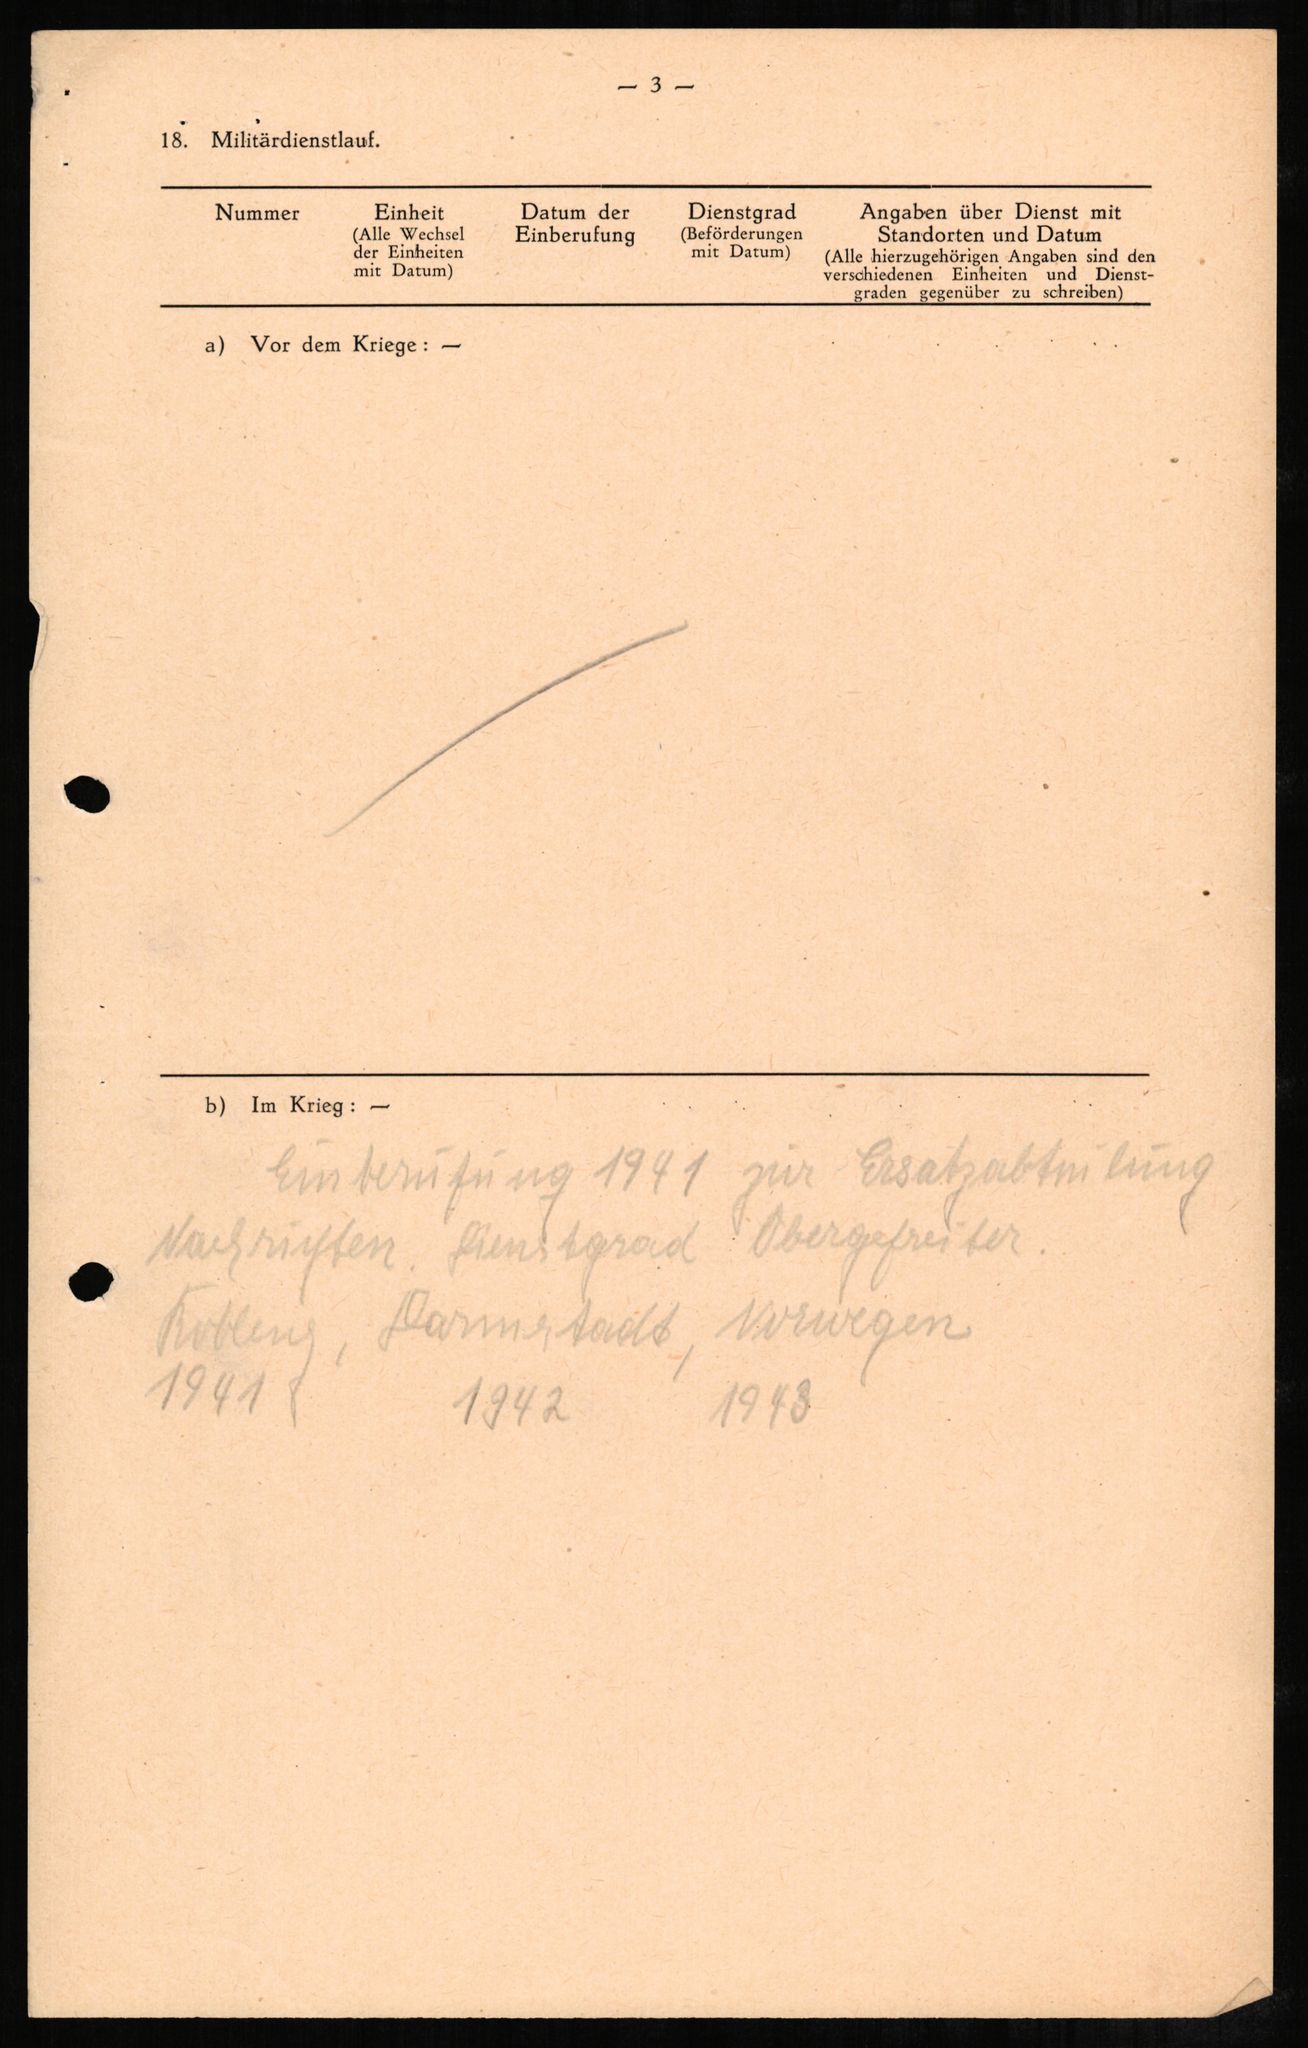 — 3 —
18. Militärdienstlauf.
Nummer
Einheit
(Alle Wechsel
der Einheiten
mit Datum)
Datum der
Einberufung
Dienstgrad
(Beförderungen
mit Datum)
Angaben über Dienst mit
Standorten und Datum
(Alle hierzugehörigen Angaben sind den
verschiedenen Einheiten und Dienst-
graden gegenüber zu schreiben)
a) Vor dem Kriege: —
b) Im Krieg: —
Einberufung 1941 zur Ersatzabteilung
Nachrichten. Dienstgrad Obergefreiter.
Koblenz, Darmstadt, Norwegen
1941 1942 1943